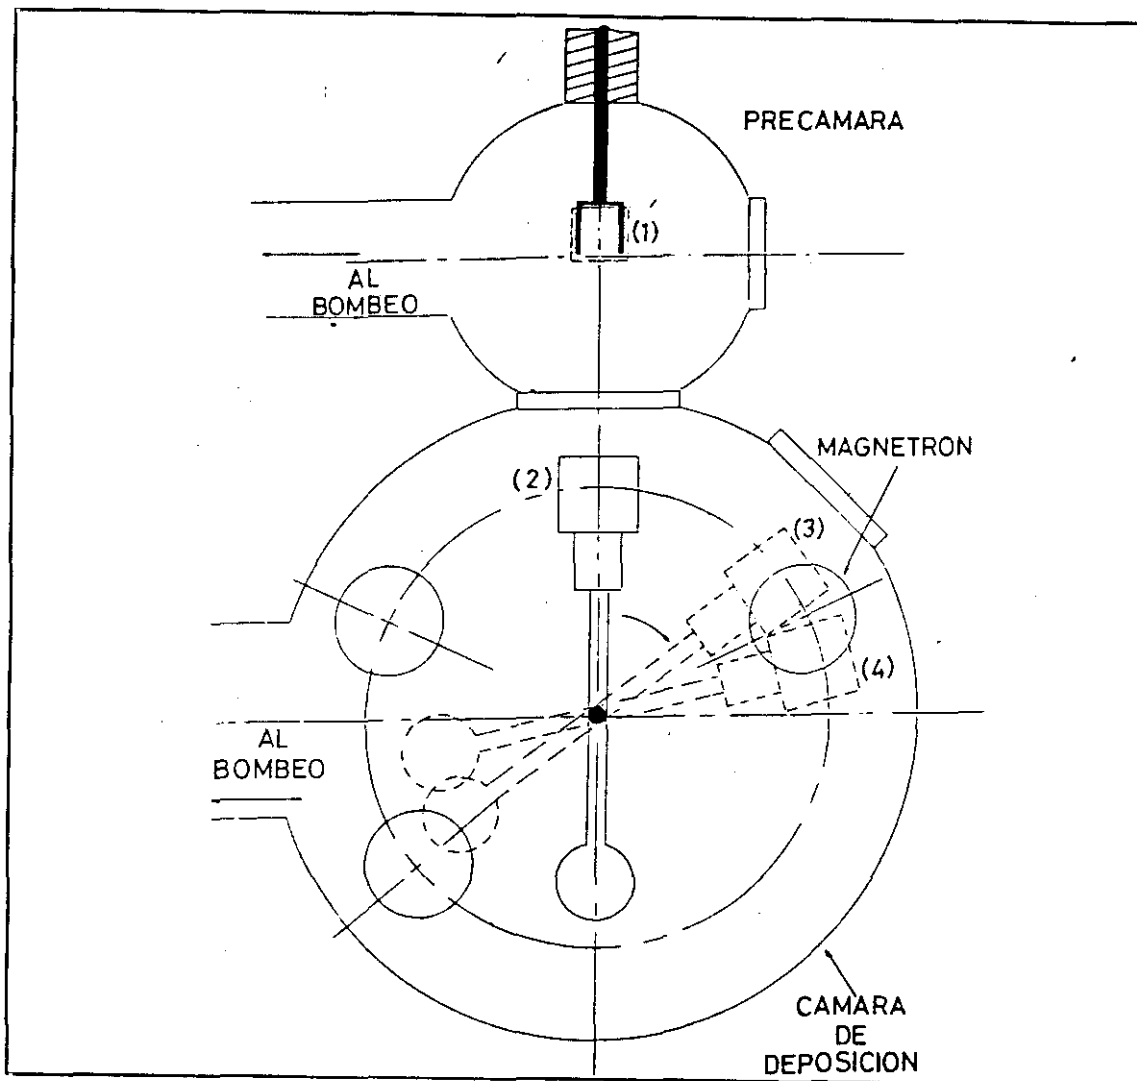 PRECAMARA
(1)
AL
BOMBEO
MAGNETRON
(2)
(3)
(4)
AL
BOMBEO
CAMARA
DE
DEPOSICION